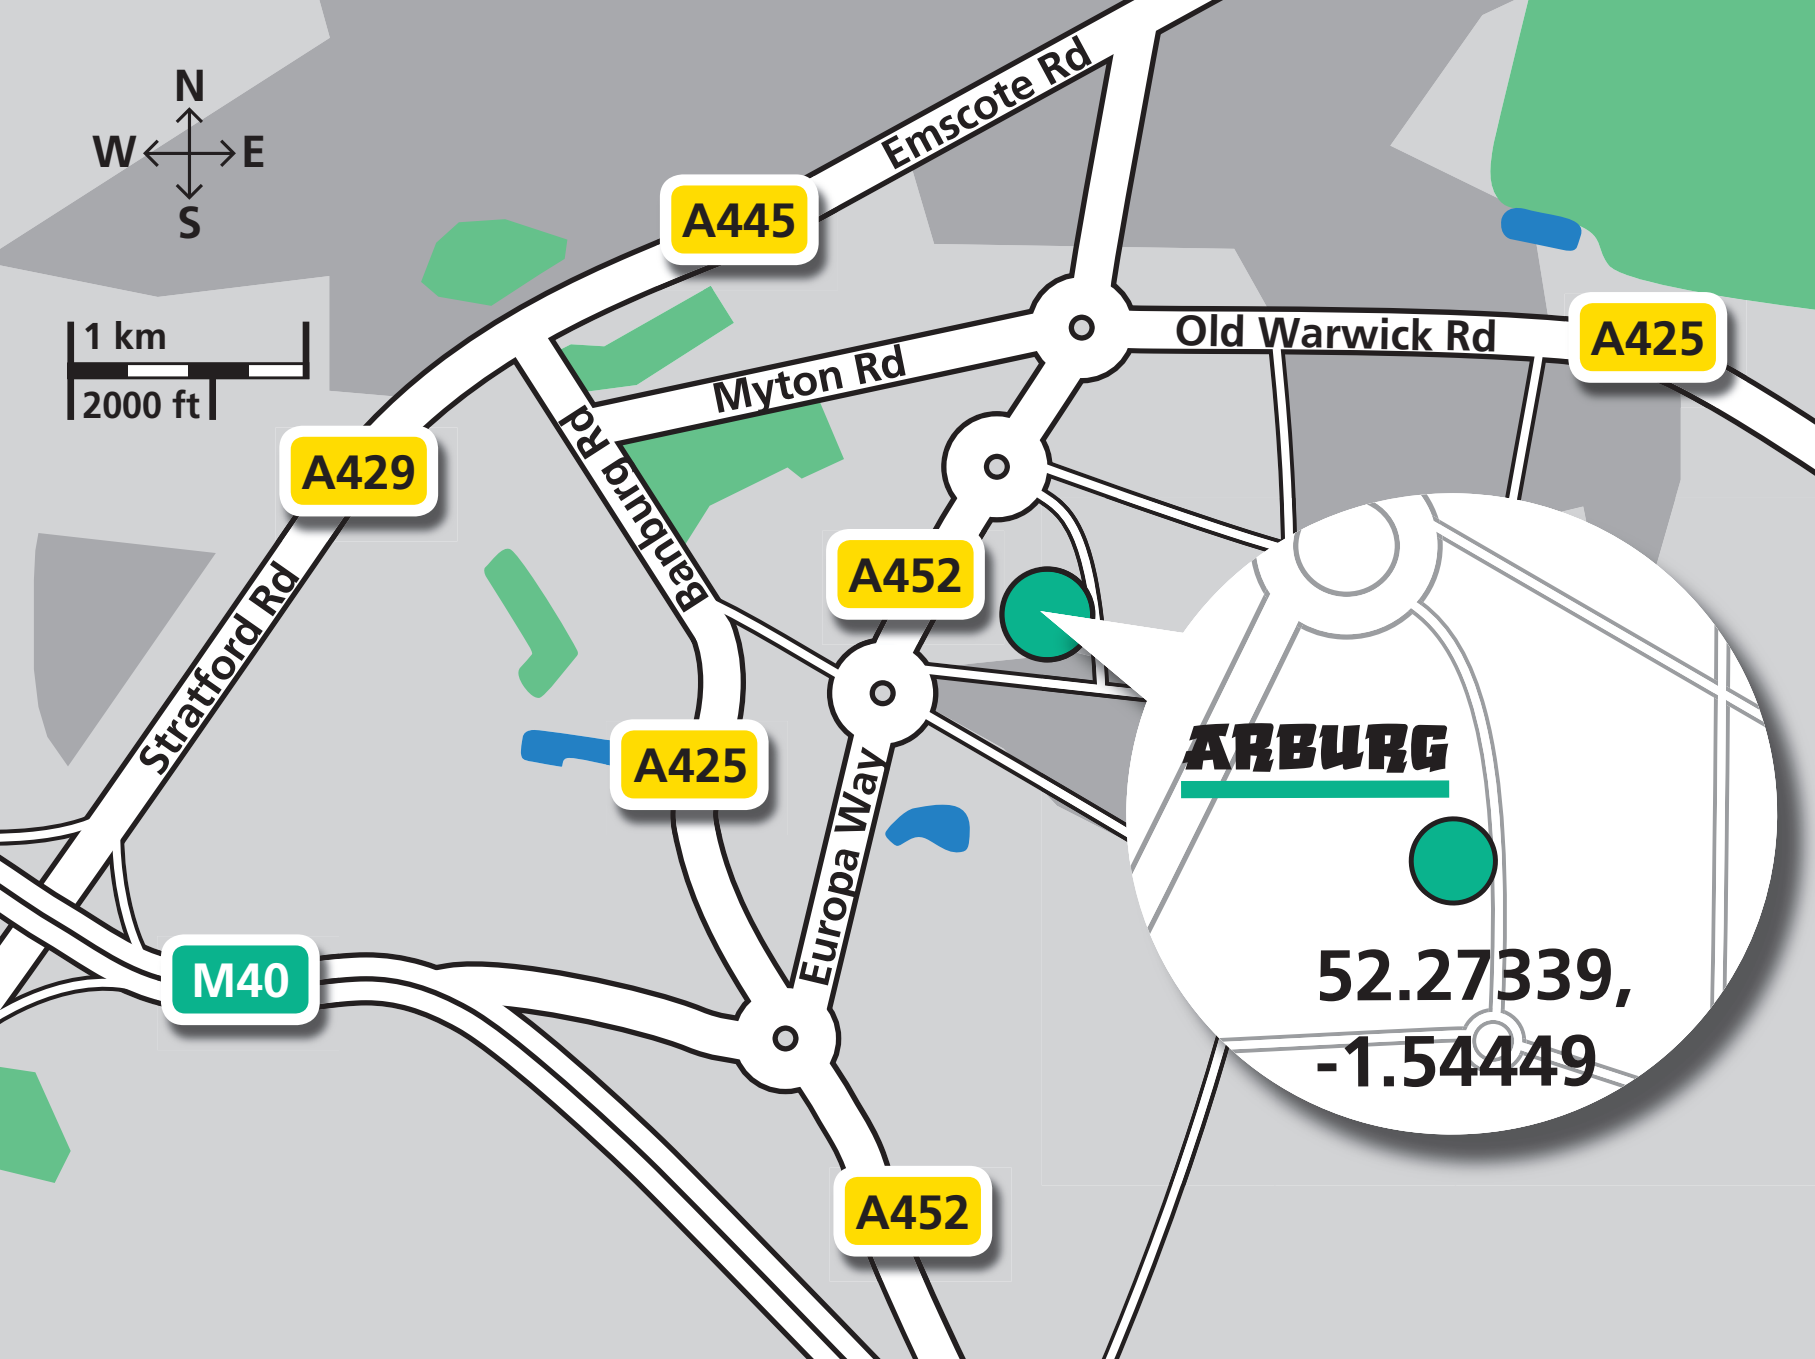 N
W E
S
1 km
2000 ft
Emscote Rd
A445
Old Warwick Rd
A425
Myton Rd
Banburg Rd
A429
A452
Stratford Rd
A425
Europa Way
ARBURG
M40
52.27339,
-1.54449
A452